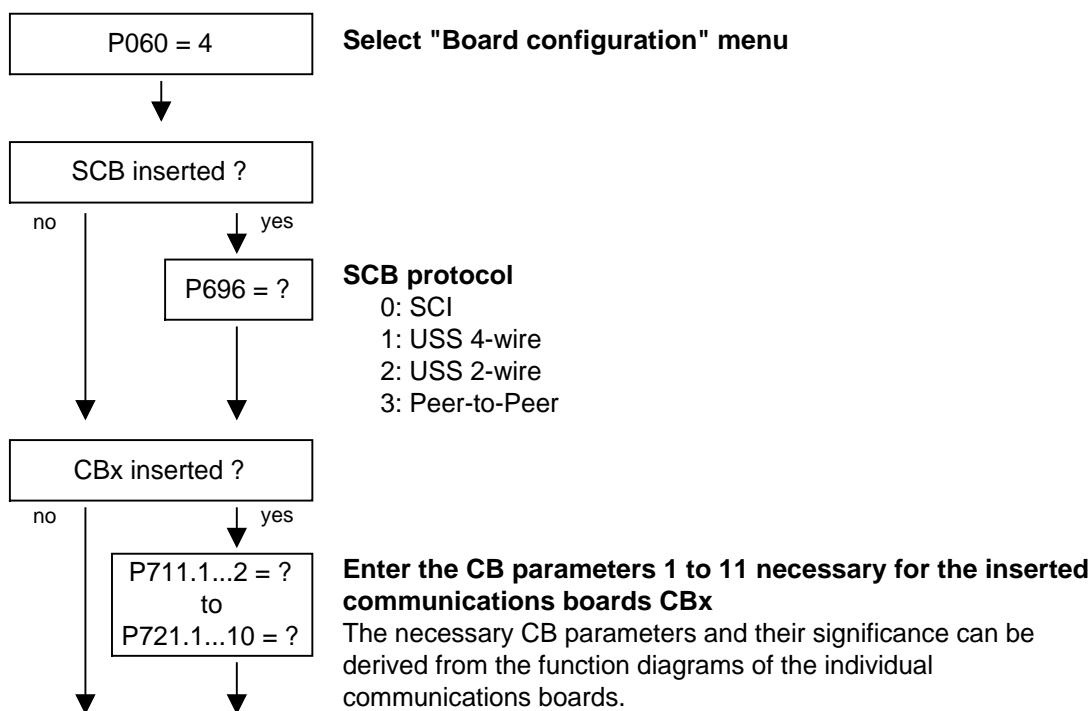 P060 = 4
Select "Board configuration" menu
SCB inserted ?
no
yes
P696 = ?
SCB protocol
0: SCI
1: USS 4-wire
2: USS 2-wire
3: Peer-to-Peer
CBx inserted ?
no
yes
P711.1...2 = ?
to
P721.1...10 = ?
Enter the CB parameters 1 to 11 necessary for the inserted
communications boards CBx
The necessary CB parameters and their significance can be
derived from the function diagrams of the individual
communications boards.